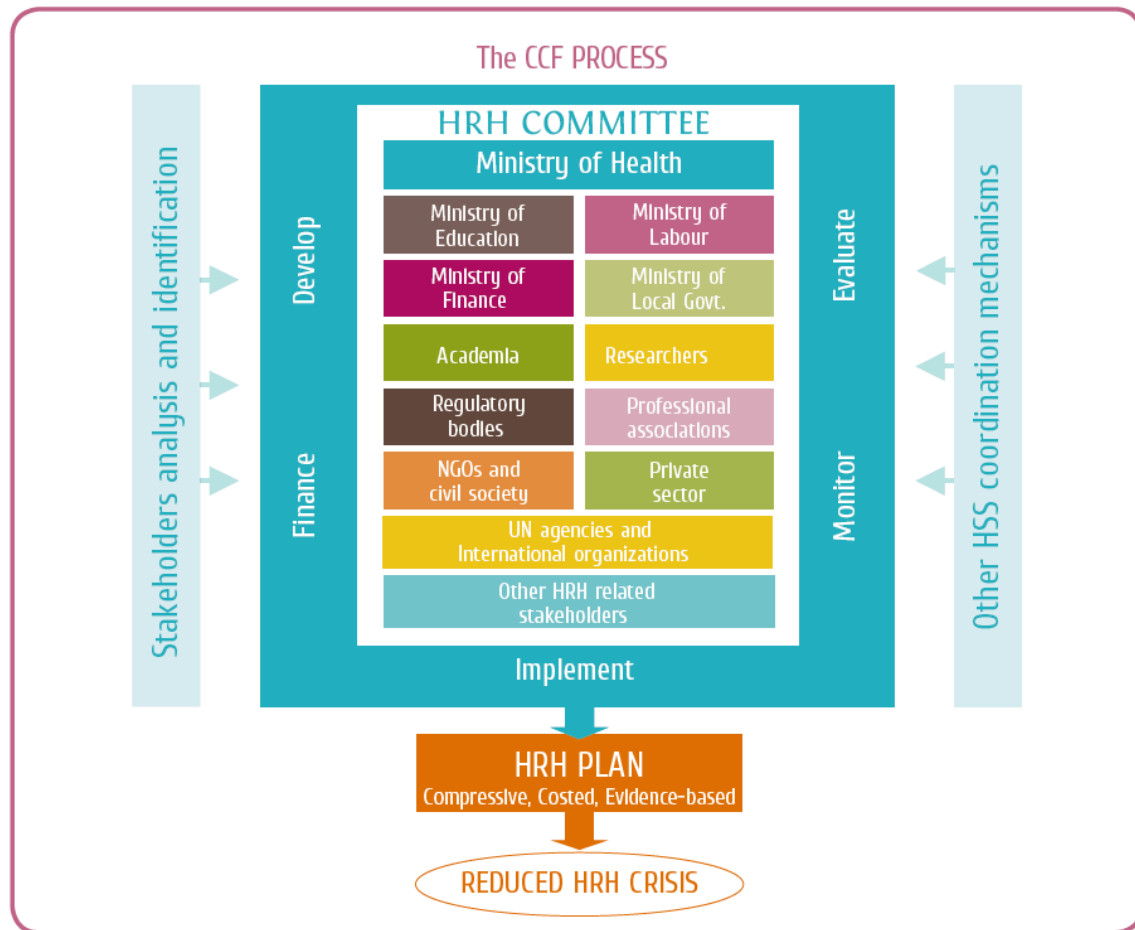 The CCF PROCESS
Stakeholders analysis and identification
Develop
Finance
HRH COMMITTEE
Ministry of Health
Ministry of
Education
Ministry of
Labour
Ministry of
Finance
Ministry of
Local Govt.
Academia
Researchers
Regulatory
bodies
Professional
associations
NGOs and
civil society
Private
sector
UN agencies and
International organizations
Other HRH related
stakeholders
Evaluate
Monitor
Other HSS coordination mechanisms
Implement
HRH PLAN
Compressive, Costed, Evidence-based
REDUCED HRH CRISIS